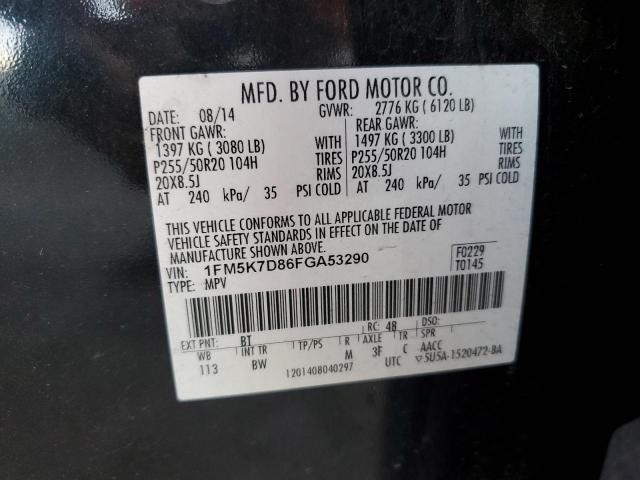 MFD. BY FORD MOTOR CO.
DATE: 08/14 GVWR: 2776 KG ( 6120 LB)
FRONT GAWR: REAR GAWR:
1397 KG ( 3080 LB) 1497 KG ( 3300 LB)
P255/50R20 104H TIRES P255/50R20 104H TIRES
20X8.5J RIMS 20X8.5J RIMS
AT 240 kPa/ 35 PSI COLD AT 240 kPa/ 35 PSI COLD
THIS VEHICLE CONFORMS TO ALL APPLICABLE FEDERAL MOTOR
VEHICLE SAFETY STANDARDS IN EFFECT ON THE DATE OF
MANUFACTURE SHOWN ABOVE.
VIN: 1FM5K7D86FGA53290 F0229
TYPE: MPV T0145
EXT PNT: BT RC: 48 DSO:
WB INT TR TP/PS R AXLE TR SPR
113 BW M 3F C AACC
1201408040297 UTC ▽5U5A-1520472-BA